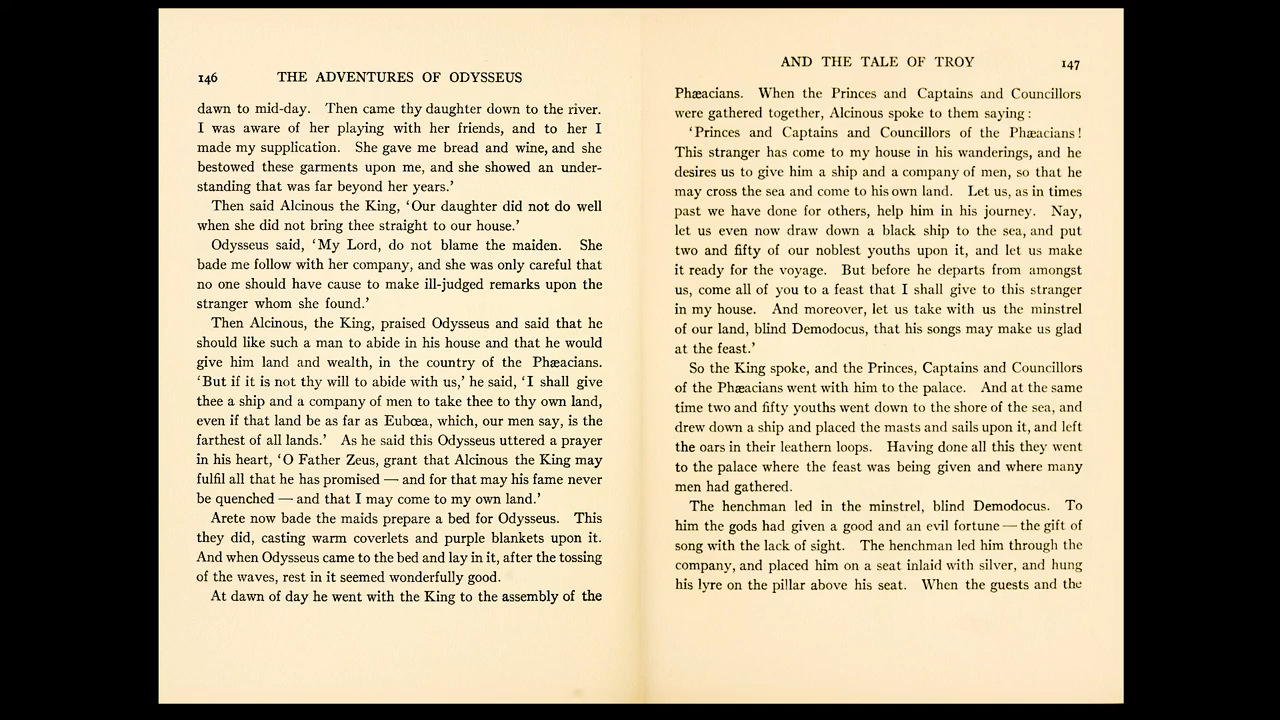 146 THE ADVENTURES OF ODYSSEUS
dawn to mid-day. Then came thy daughter down to the river.
I was aware of her playing with her friends, and to her I
made my supplication. She gave me bread and wine, and she
bestowed these garments upon me, and she showed an under-
standing that was far beyond her years.’
Then said Alcinous the King, ‘Our daughter did not do well
when she did not bring thee straight to our house.’
Odysseus said, ‘My Lord, do not blame the maiden. She
bade me follow with her company, and she was only careful that
no one should have cause to make ill-judged remarks upon the
stranger whom she found.’
Then Alcinous, the King, praised Odysseus and said that he
should like such a man to abide in his house and that he would
give him land and wealth, in the country of the Phæacians.
‘But if it is not thy will to abide with us,’ he said, ‘I shall give
thee a ship and a company of men to take thee to thy own land,
even if that land be as far as Eubœa, which, our men say, is the
farthest of all lands.’ As he said this Odysseus uttered a prayer
in his heart, ‘O Father Zeus, grant that Alcinous the King may
fulfil all that he has promised — and for that may his fame never
be quenched — and that I may come to my own land.’
Arete now bade the maids prepare a bed for Odysseus. This
they did, casting warm coverlets and purple blankets upon it.
And when Odysseus came to the bed and lay in it, after the tossing
of the waves, rest in it seemed wonderfully good.
At dawn of day he went with the King to the assembly of the
AND THE TALE OF TROY 147
Phæacians. When the Princes and Captains and Councillors
were gathered together, Alcinous spoke to them saying :
‘Princes and Captains and Councillors of the Phæacians!
This stranger has come to my house in his wanderings, and he
desires us to give him a ship and a company of men, so that he
may cross the sea and come to his own land. Let us, as in times
past we have done for others, help him in his journey. Nay,
let us even now draw down a black ship to the sea, and put
two and fifty of our noblest youths upon it, and let us make
it ready for the voyage. But before he departs from amongst
us, come all of you to a feast that I shall give to this stranger
in my house. And moreover, let us take with us the minstrel
of our land, blind Demodocus, that his songs may make us glad
at the feast.’
So the King spoke, and the Princes, Captains and Councillors
of the Phæacians went with him to the palace. And at the same
time two and fifty youths went down to the shore of the sea, and
drew down a ship and placed the masts and sails upon it, and left
the oars in their leathern loops. Having done all this they went
to the palace where the feast was being given and where many
men had gathered.
The henchman led in the minstrel, blind Demodocus. To
him the gods had given a good and an evil fortune — the gift of
song with the lack of sight. The henchman led him through the
company, and placed him on a seat inlaid with silver, and hung
his lyre on the pillar above his seat. When the guests and the